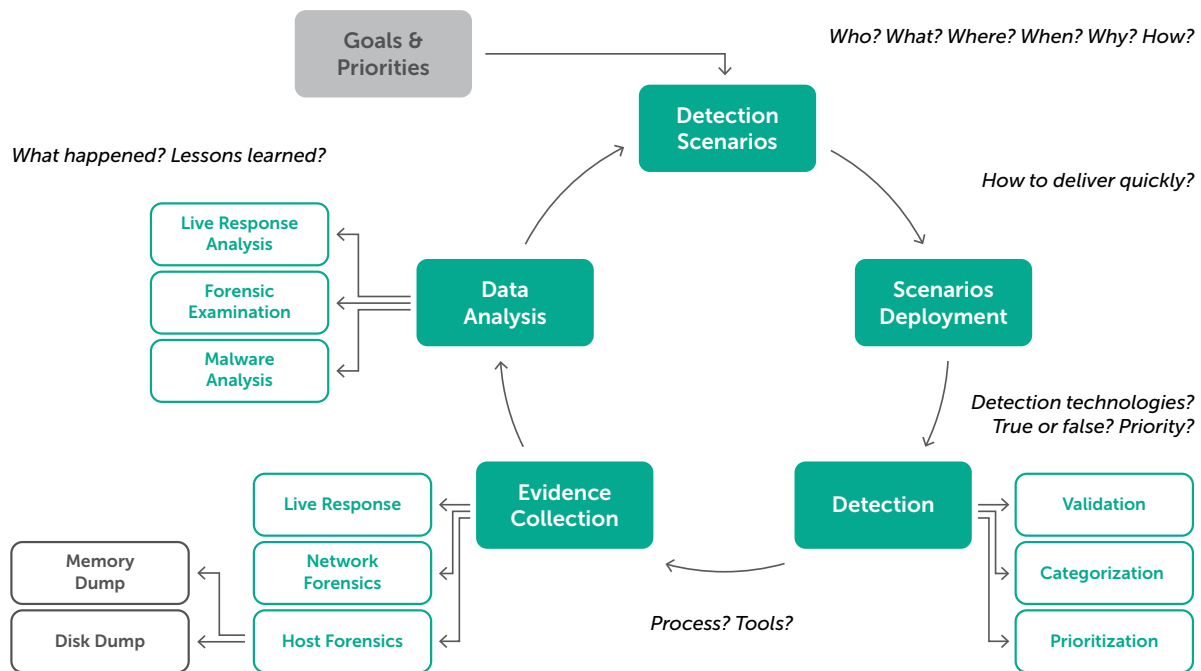 Goals &
Priorities
Who? What? Where? When? Why? How?
Detection
Scenarios
What happened? Lessons learned?
How to deliver quickly?
Live Response
Analysis
Forensic
Examination
Malware
Analysis
Data
Analysis
Scenarios
Deployment
Detection technologies?
True or false? Priority?
Live Response
Network
Forensics
Host Forensics
Memory
Dump
Disk Dump
Evidence
Collection
Detection
Validation
Categorization
Prioritization
Process? Tools?